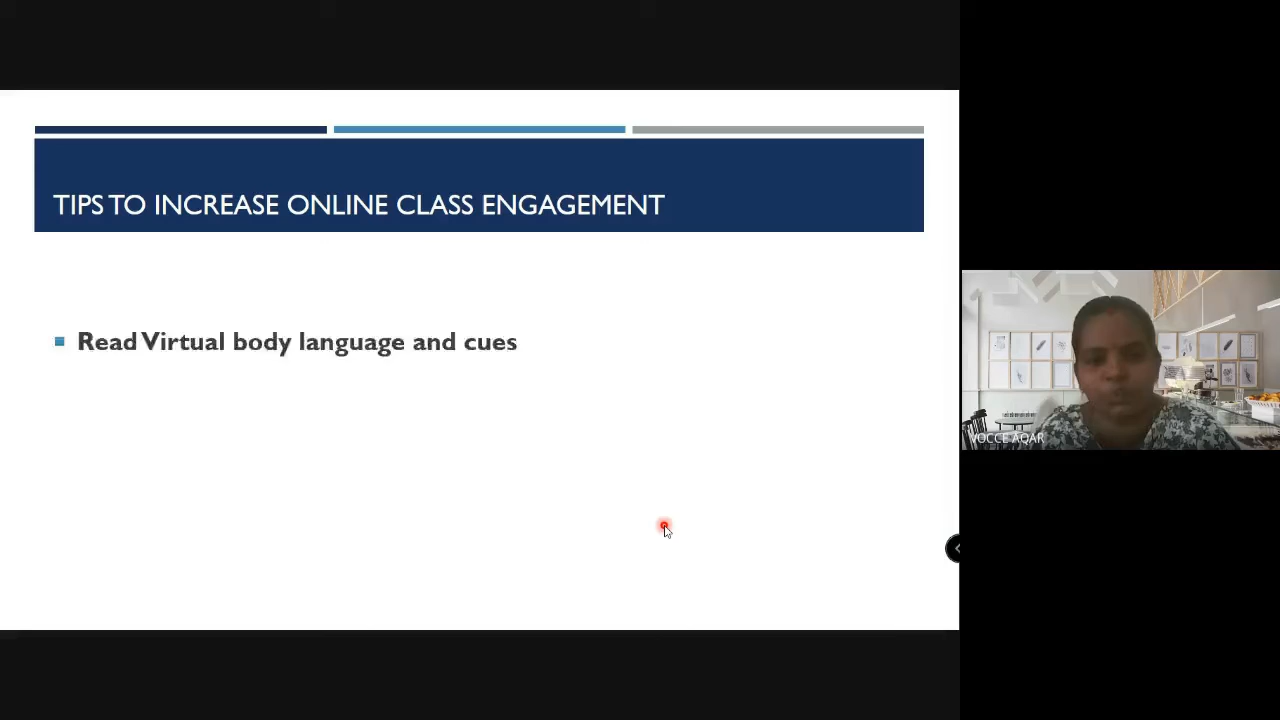 TIPS TO INCREASE ONLINE CLASS ENGAGEMENT
Read Virtual body language and cues
VOCCE AQAR